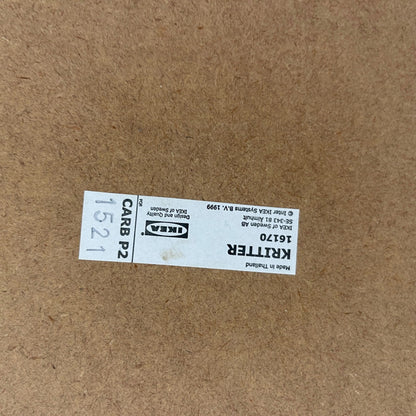 Made in Thailand
KRITTER
16170
IKEA of Sweden AB
SE-343 81 Älmhult
© Inter IKEA Systems B.V. 1999
IKEA
Design and Quality
IKEA of Sweden
CARB P2
1521